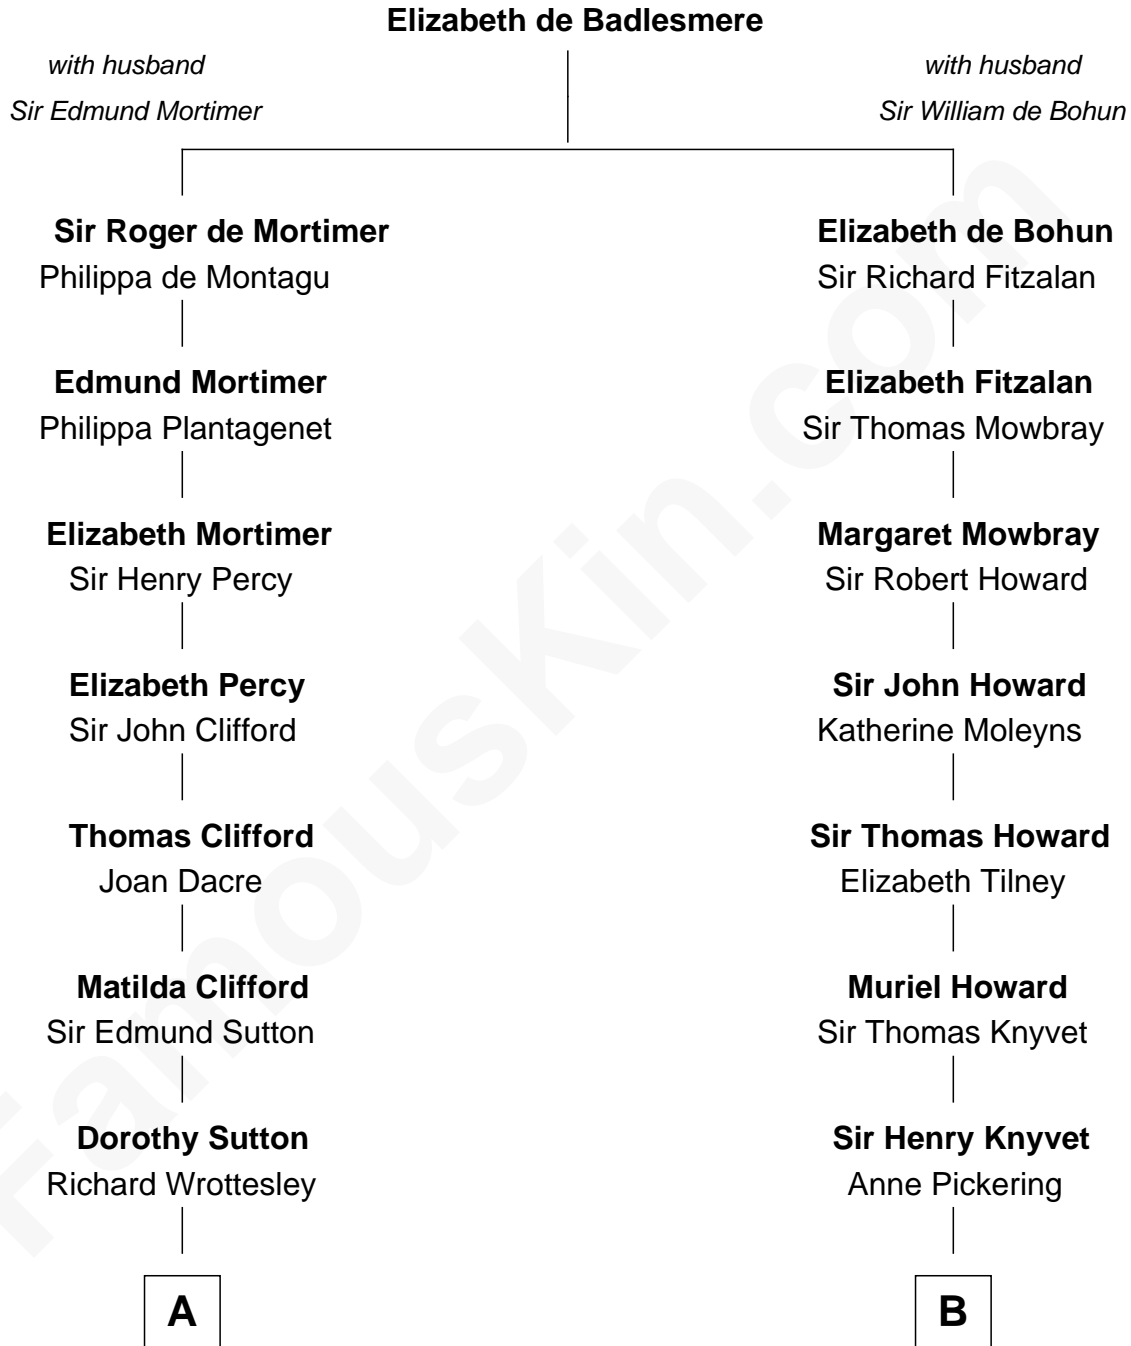 Elizabeth de Badlesmere
with husband
Sir Edmund Mortimer
with husband
Sir William de Bohun
Sir Roger de Mortimer
Philippa de Montagu
Elizabeth de Bohun
Sir Richard Fitzalan
Edmund Mortimer
Philippa Plantagenet
Elizabeth Fitzalan
Sir Thomas Mowbray
Elizabeth Mortimer
Sir Henry Percy
Margaret Mowbray
Sir Robert Howard
Elizabeth Percy
Sir John Clifford
Sir John Howard
Katherine Moleyns
Thomas Clifford
Joan Dacre
Sir Thomas Howard
Elizabeth Tilney
Matilda Clifford
Sir Edmund Sutton
Muriel Howard
Sir Thomas Knyvet
Dorothy Sutton
Richard Wrottesley
Sir Henry Knyvet
Anne Pickering
A
B
FamousKin.com